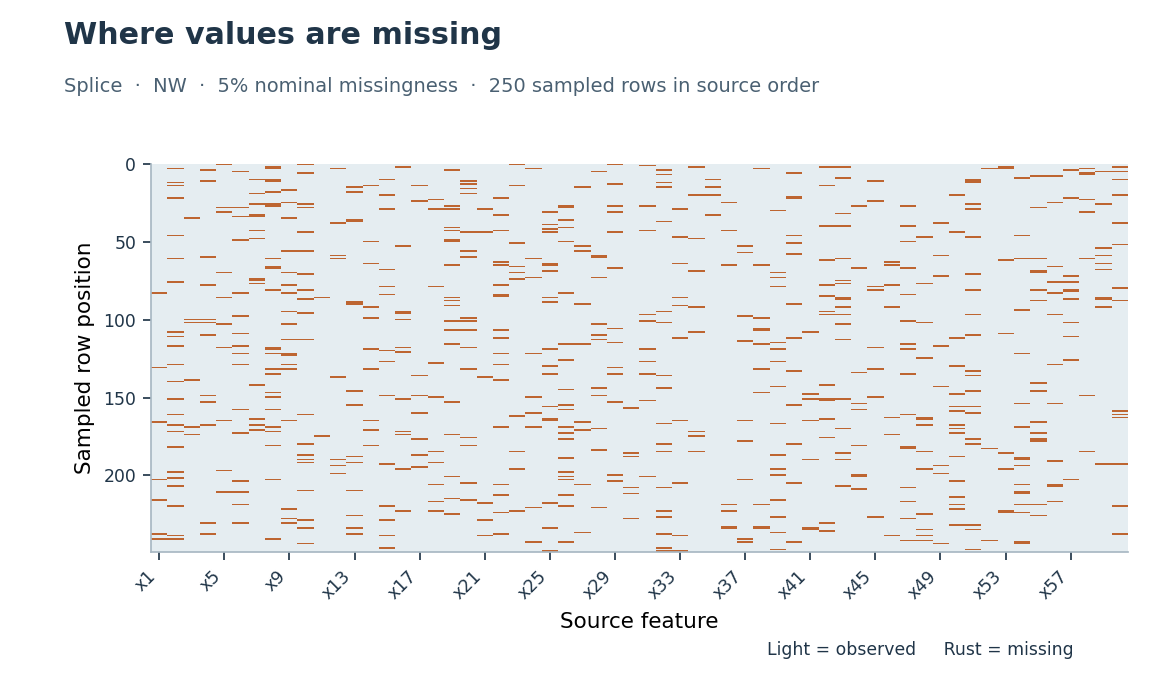 Where values are missing
Splice · NW · 5% nominal missingness · 250 sampled rows in source order
Sampled row position
0
50
100
150
200
x1 x5 x9 x13 x17 x21 x25 x29 x33 x37 x41 x45 x49 x53 x57
Source feature
Light = observed Rust = missing